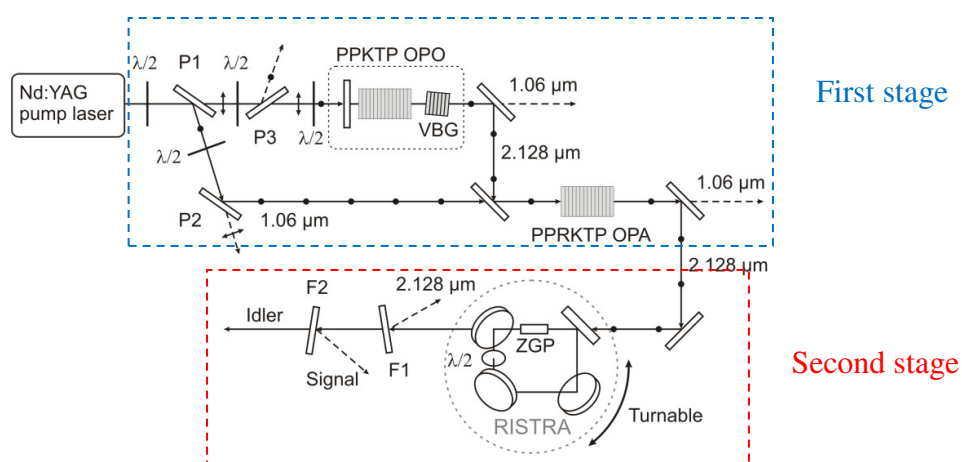 λ/2
P1
λ/2
PPKTP OPO
1.06 µm
First stage
Nd:YAG
pump laser
P3
λ/2
VBG
λ/2
2.128 µm
P2
1.06 µm
1.06 µm
PPRKTP OPA
2.128 µm
F2
2.128 µm
Idler
ZGP
λ/2
Signal
F1
Second stage
RISTRA
Turnable